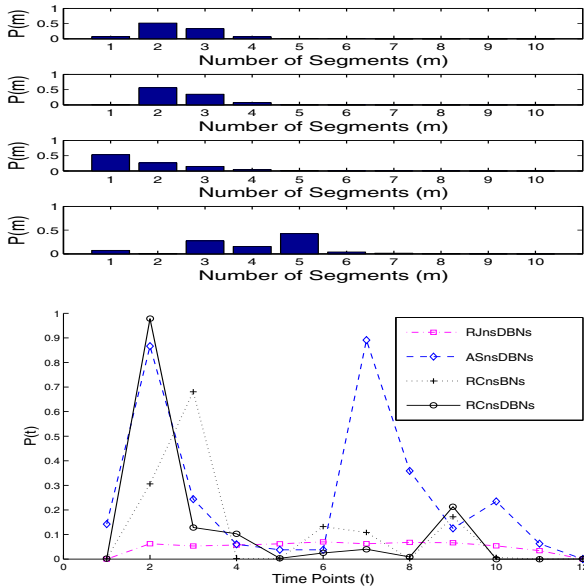 P(m)
1
0.5
0
1 2 3 4 5 6 7 8 9 10
Number of Segments (m)
P(m)
1
0.5
0
1 2 3 4 5 6 7 8 9 10
Number of Segments (m)
P(m)
1
0.5
0
1 2 3 4 5 6 7 8 9 10
Number of Segments (m)
P(m)
1
0.5
0
1 2 3 4 5 6 7 8 9 10
Number of Segments (m)
P(t)
1
0.9
0.8
0.7
0.6
0.5
0.4
0.3
0.2
0.1
0
RJnsDBNs
ASnsDBNs
RCnsBNs
RCnsDBNs
0 2 4 6 8 10 12
Time Points (t)